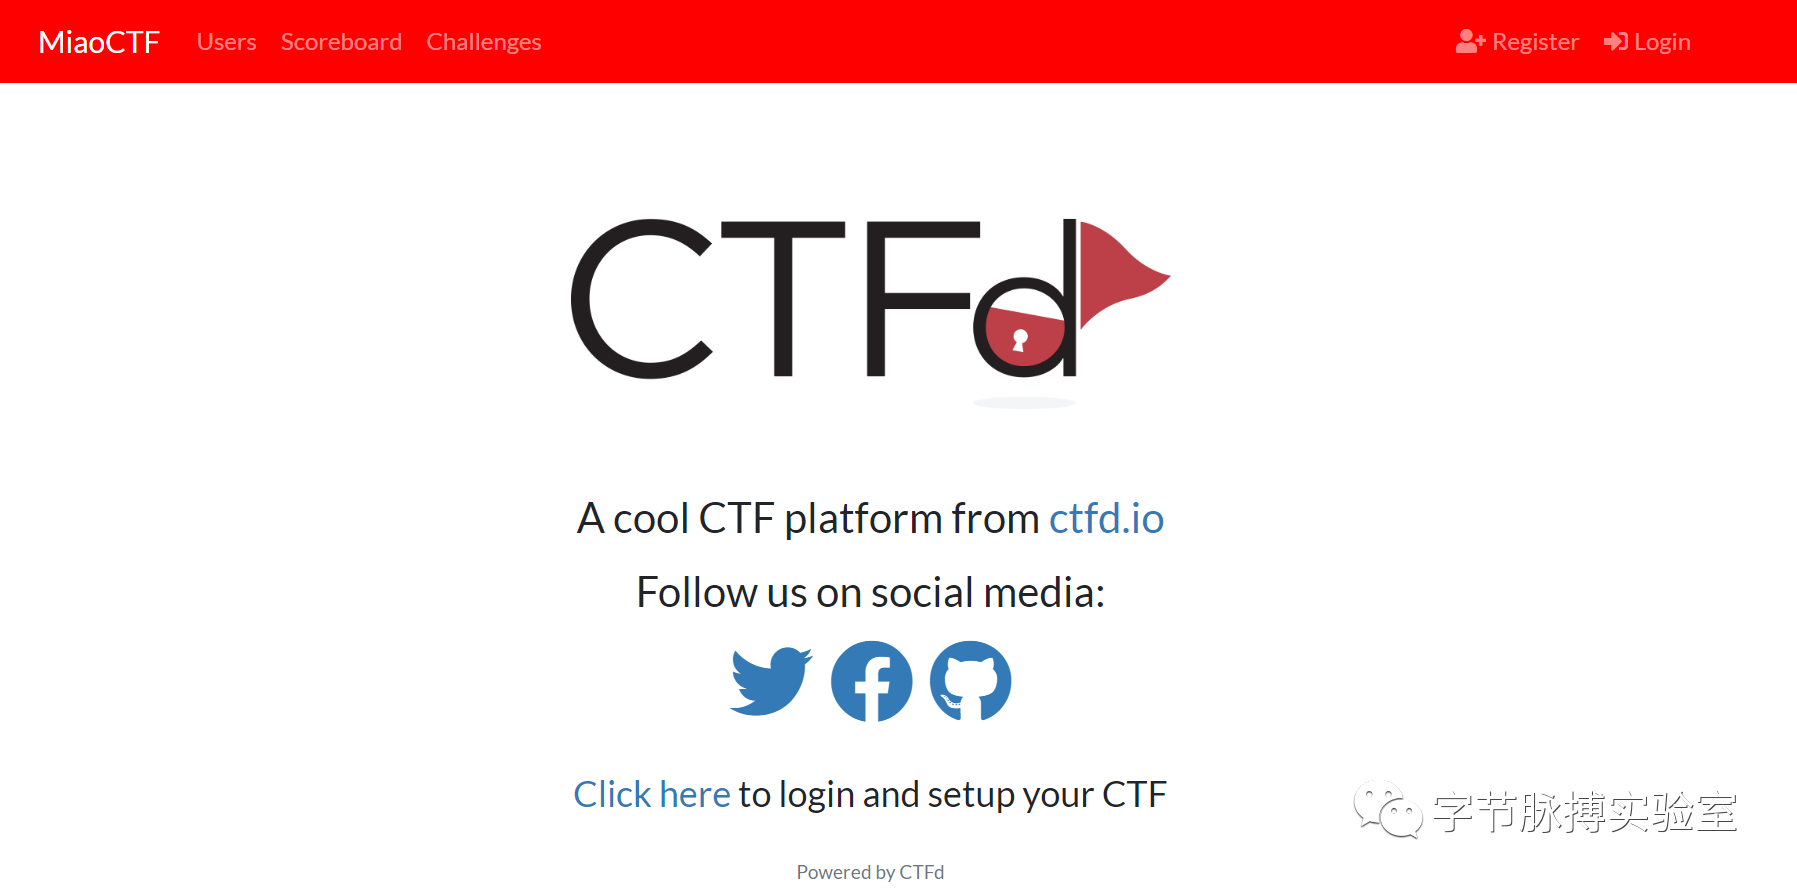 MiaoCTF Users Scoreboard Challenges Register Login
CTFd
A cool CTF platform from ctfd.io
Follow us on social media:
Click here to login and setup your CTF
字节脉搏实验室
Powered by CTFd